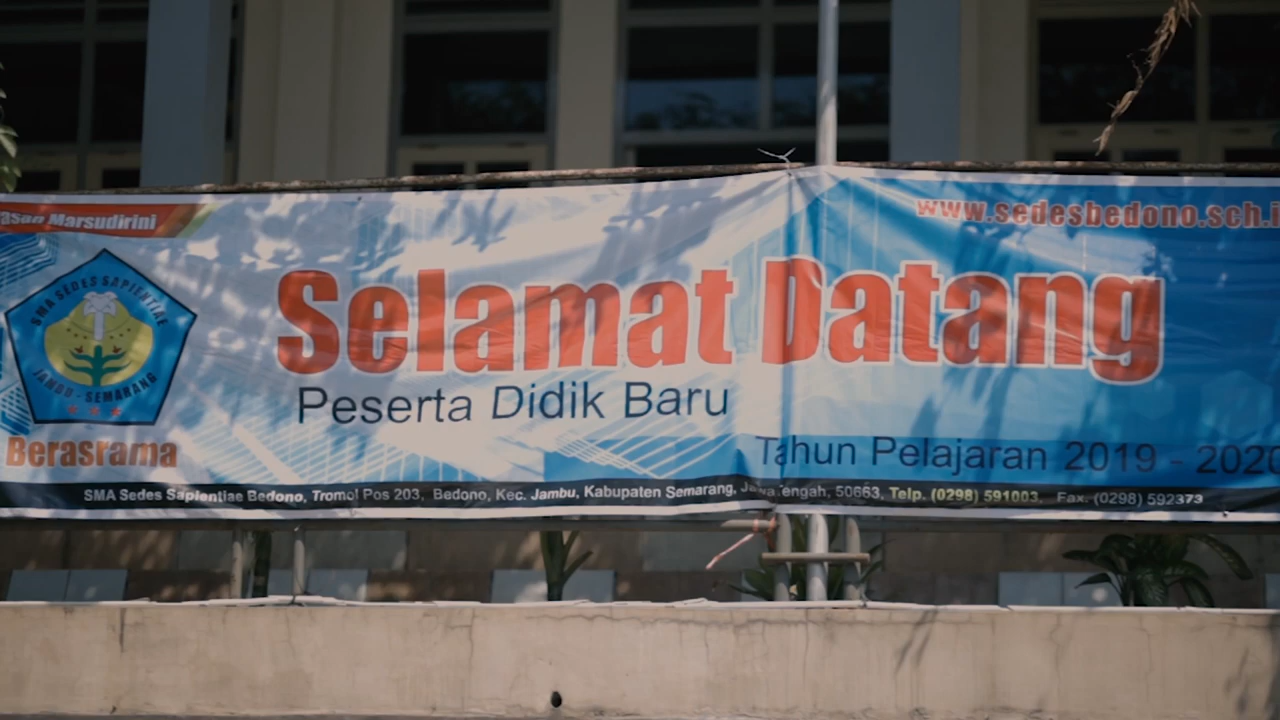 Marsudirini
www.sedesbedono.sch.i
SMA SEDES SAPIENTIAE
JAMBU - SEMARANG
Berasrama
Selamat Datang
Peserta Didik Baru
Tahun Pelajaran 2019 - 2020
SMA Sedes Sapientiae Bedono, Tromol Pos 203, Bedono, Kec. Jambu, Kabupaten Semarang, Jawa Tengah, 50663, Telp. (0298) 591003, Fax. (0298) 592373